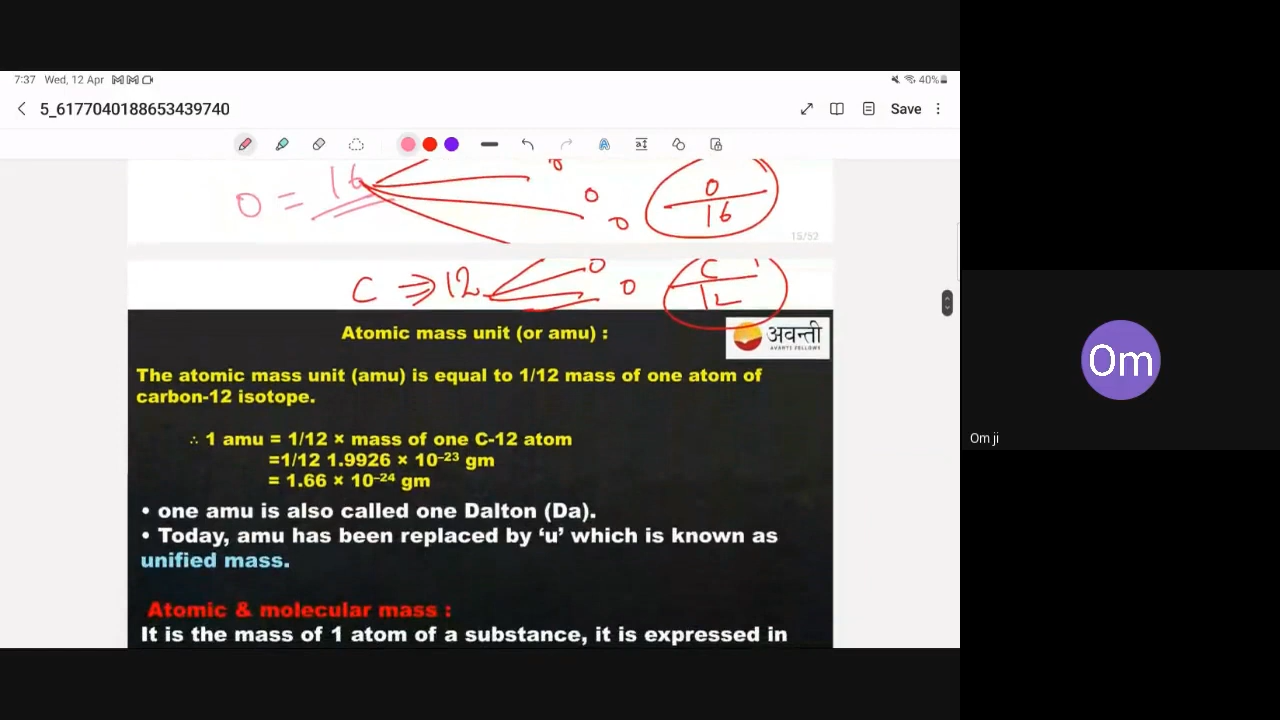 7:37 Wed, 12 Apr
40%
5_6177040188653439740
Save
O = 16
O
16
15/52
C ⇒ 12
C
12
Atomic mass unit (or amu) :
अवन्ती
AVANTI FELLOWS
The atomic mass unit (amu) is equal to 1/12 mass of one atom of
carbon-12 isotope.
∴ 1 amu = 1/12 × mass of one C-12 atom
=1/12 1.9926 × 10⁻²³ gm
= 1.66 × 10⁻²⁴ gm
• one amu is also called one Dalton (Da).
• Today, amu has been replaced by ‘u’ which is known as
unified mass.
Atomic & molecular mass :
It is the mass of 1 atom of a substance, it is expressed in
Om
Om ji